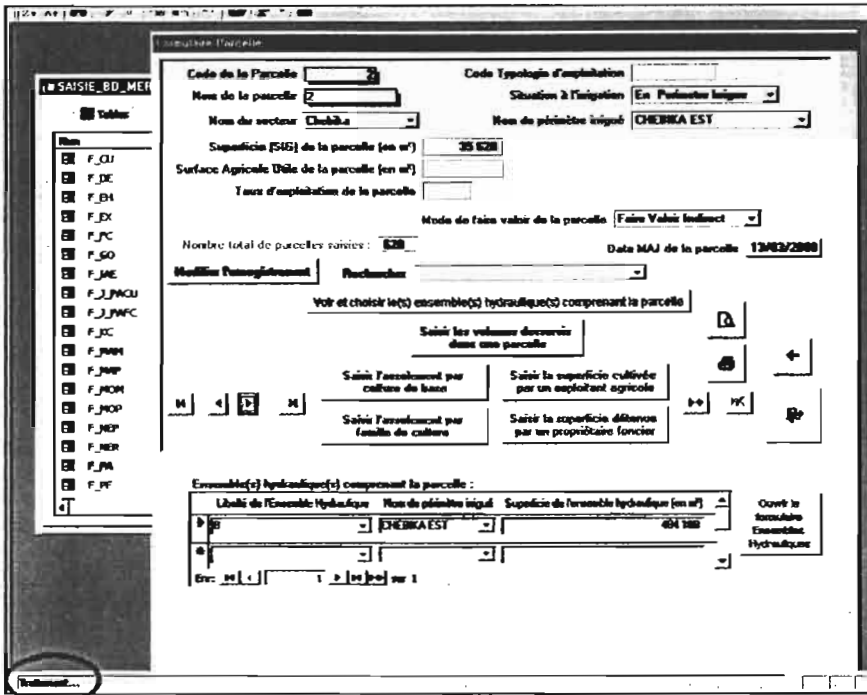 Formulaire Parcelle
SAISIE_BD_MER
Tables
Nom
F_CU
F_DE
F_EH
F_EX
F_FC
F_GO
F_IAE
F_J_PACU
F_J_PAFC
F_KC
F_MAM
F_MAP
F_MOM
F_MOP
F_NEP
F_NER
F_PA
F_PF
Code de la Parcelle 2
Code Typologie d'exploitation
Nom de la parcelle 2
Situation à l'irrigation En Périmètre Irigué
Nom du secteur Chebika
Nom de périmètre irrigué CHEBIKA EST
Superficie (SIG) de la parcelle (en m²) 35 628
Surface Agricole Utile de la parcelle (en m²)
Taux d'exploitation de la parcelle
Mode de faire valoir de la parcelle Faire Valoir Indirect
Nombre total de parcelles saisies : 628
Date MAJ de la parcelle 13/03/2000
Modifier l'enregistrement
Rechercher
Voir et choisir le(s) ensemble(s) hydraulique(s) comprenant la parcelle
Saisir les volumes desservis
dans une parcelle
Saisir l'assolement par
culture de base
Saisir la superficie cultivée
par un exploitant agricole
Saisir l'assolement par
famille de culture
Saisir la superficie détenue
par un propriétaire foncier
Ensemble(s) hydraulique(s) comprenant la parcelle :
Libellé de l'Ensemble Hydraulique Nom de périmètre irrigué Superficie de l'ensemble hydraulique (en m²)
CHEBIKA EST
Ouvrir le
formulaire
Ensembles
Hydrauliques
Enr: 1 sur 1
Traitement...